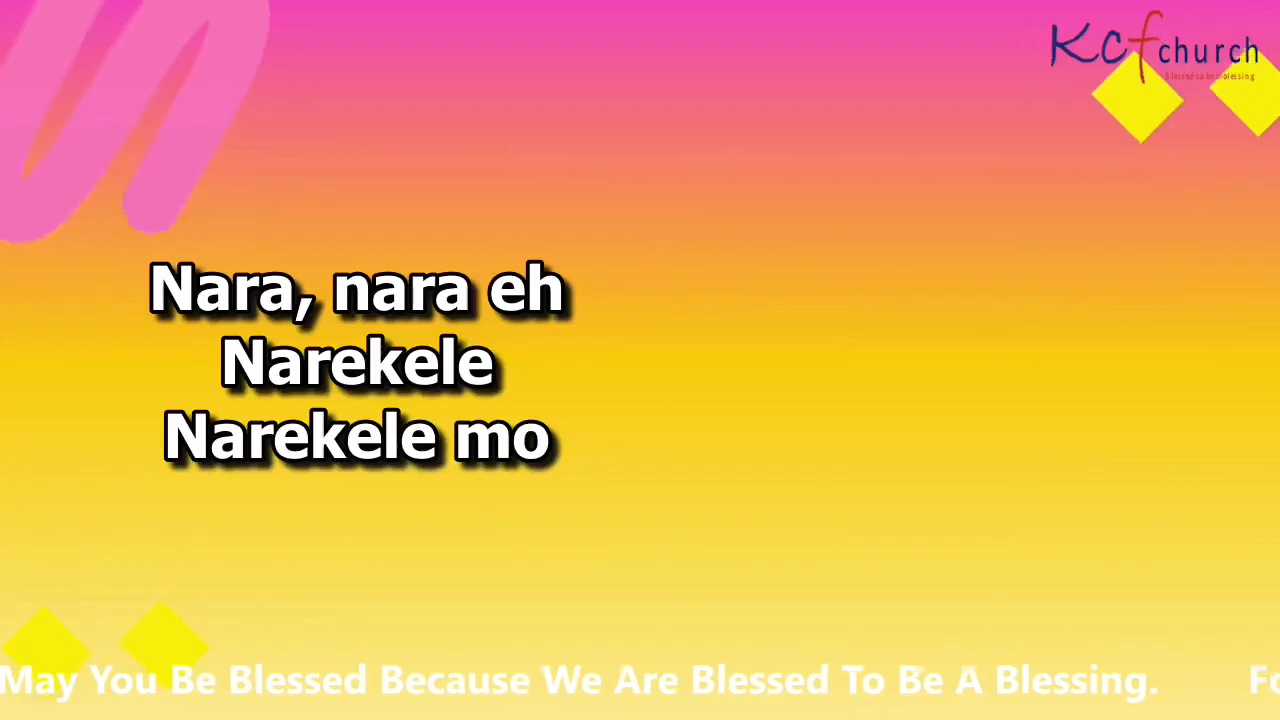 Kcfchurch
Blessed to be a blessing
Nara, nara eh
Narekele
Narekele mo
May You Be Blessed Because We Are Blessed To Be A Blessing.